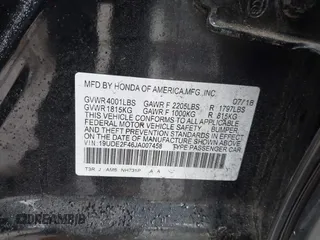 MFD BY HONDA OF AMERICA MFG., INC. 07/18
GVWR 4001LBS GAWR F 2205LBS R 1797LBS
GVWR 1815KG GAWR F 1000KG R 815KG
THIS VEHICLE CONFORMS TO ALL APPLICABLE
FEDERAL MOTOR VEHICLE SAFETY, BUMPER,
AND THEFT PREVENTION STANDARDS IN
EFFECT ON THE DATE OF MANUFACTURE
SHOWN ABOVE.
VIN: 19UDE2F46JA007458 TYPE: PASSENGER CAR
DREAMBID